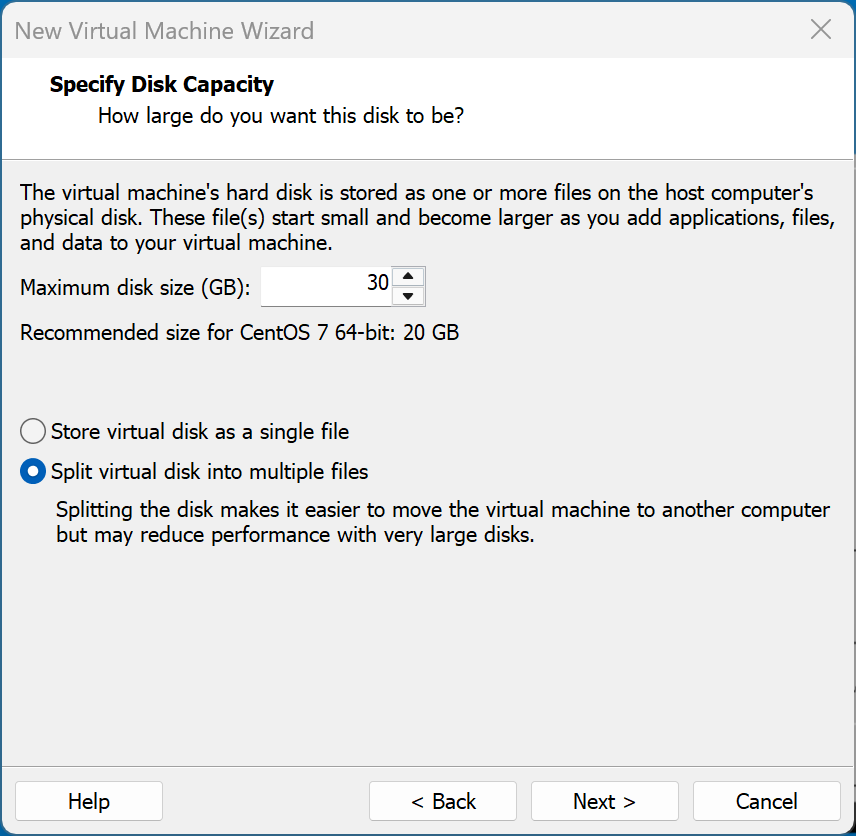 New Virtual Machine Wizard
Specify Disk Capacity
How large do you want this disk to be?
The virtual machine's hard disk is stored as one or more files on the host computer's
physical disk. These file(s) start small and become larger as you add applications, files,
and data to your virtual machine.
Maximum disk size (GB): 30
Recommended size for CentOS 7 64-bit: 20 GB
Store virtual disk as a single file
Split virtual disk into multiple files
Splitting the disk makes it easier to move the virtual machine to another computer
but may reduce performance with very large disks.
Help < Back Next > Cancel